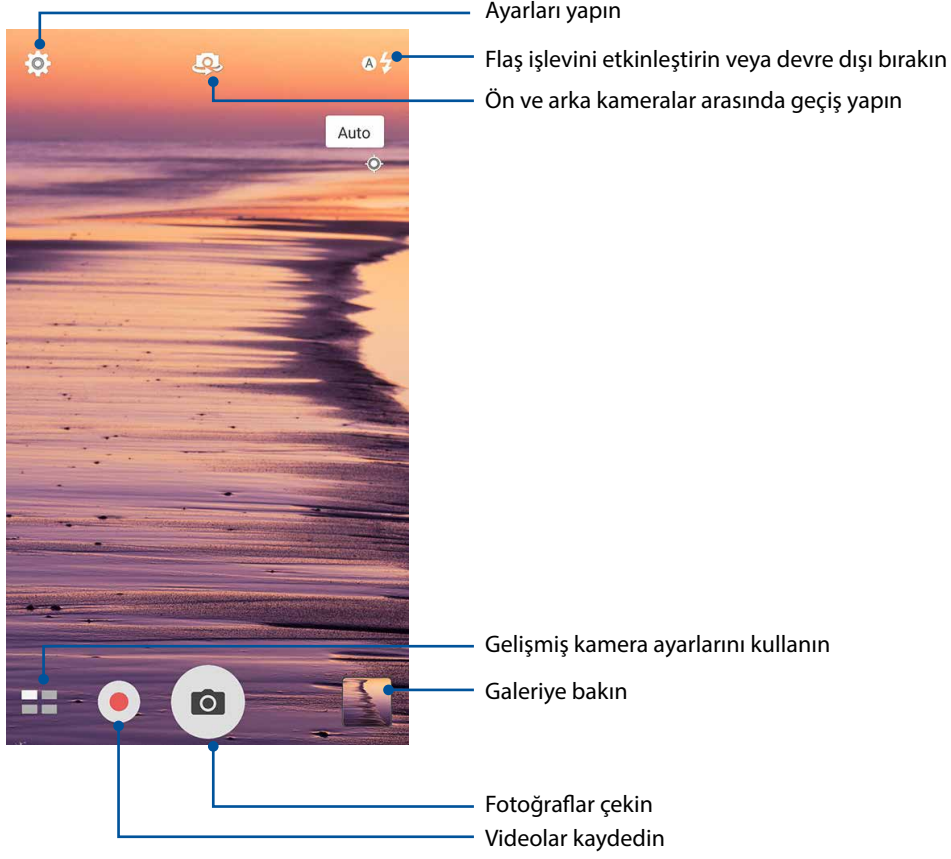 Ayarları yapın
Flaş işlevini etkinleştirin veya devre dışı bırakın
A
Ön ve arka kameralar arasında geçiş yapın
Auto
Gelişmiş kamera ayarlarını kullanın
Galeriye bakın
Fotoğraflar çekin
Videolar kaydedin